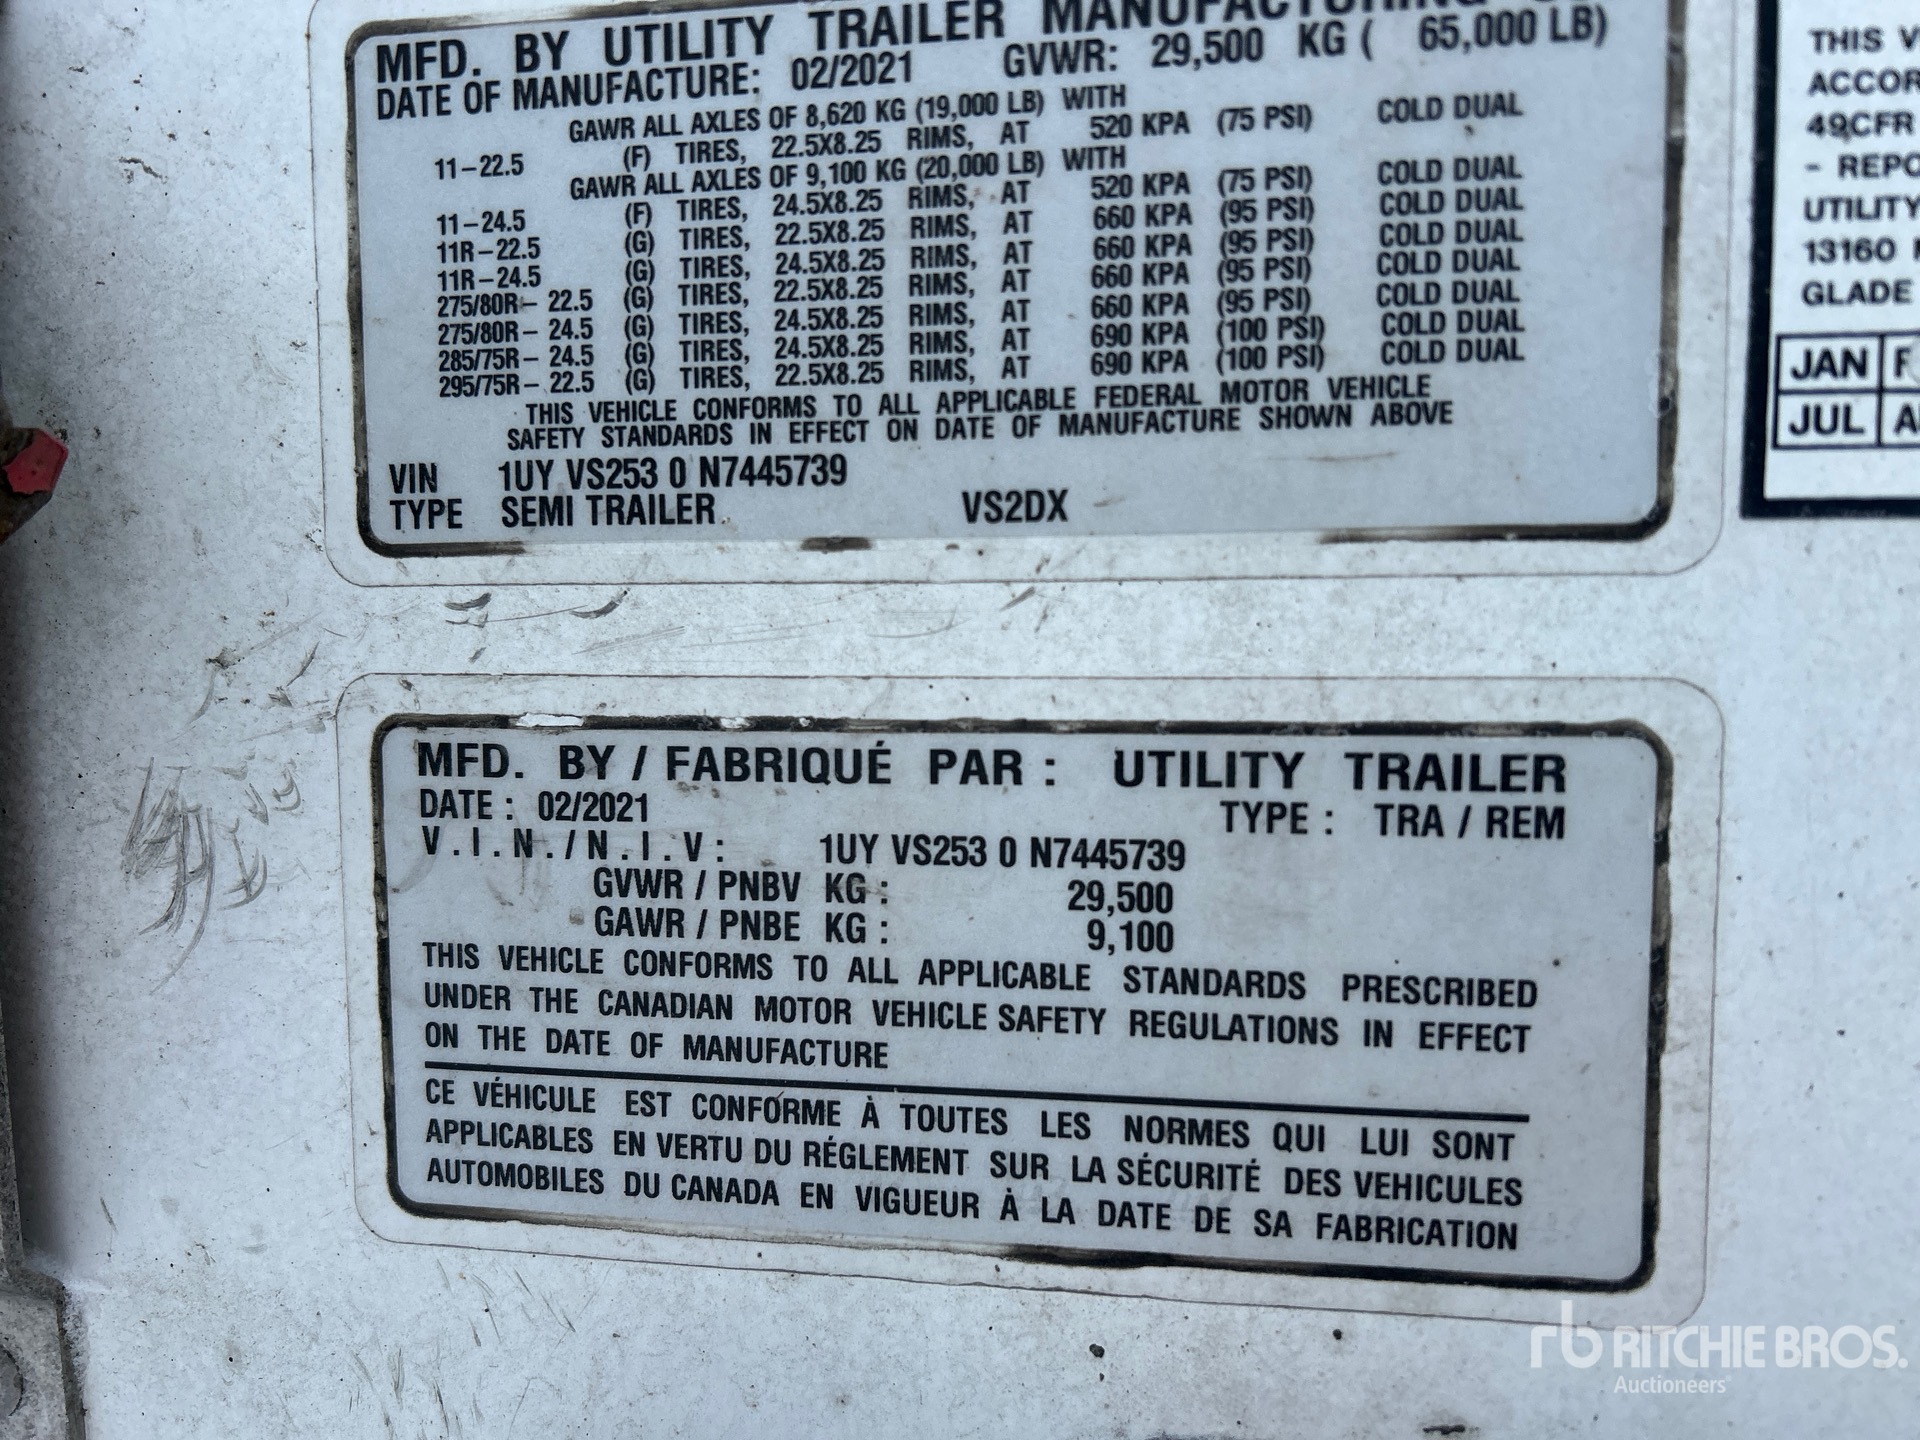 MFD. BY UTILITY TRAILER MANUFACTURING
DATE OF MANUFACTURE: 02/2021 GVWR: 29,500 KG ( 65,000 LB)
GAWR ALL AXLES OF 8,620 KG (19,000 LB) WITH
11-22.5 (F) TIRES, 22.5X8.25 RIMS, AT 520 KPA (75 PSI) COLD DUAL
GAWR ALL AXLES OF 9,100 KG (20,000 LB) WITH
11-24.5 (F) TIRES, 24.5X8.25 RIMS, AT 520 KPA (75 PSI) COLD DUAL
11R-22.5 (G) TIRES, 22.5X8.25 RIMS, AT 660 KPA (95 PSI) COLD DUAL
11R-24.5 (G) TIRES, 24.5X8.25 RIMS, AT 660 KPA (95 PSI) COLD DUAL
275/80R- 22.5 (G) TIRES, 22.5X8.25 RIMS, AT 660 KPA (95 PSI) COLD DUAL
275/80R- 24.5 (G) TIRES, 24.5X8.25 RIMS, AT 660 KPA (95 PSI) COLD DUAL
285/75R- 24.5 (G) TIRES, 24.5X8.25 RIMS, AT 690 KPA (100 PSI) COLD DUAL
295/75R- 22.5 (G) TIRES, 22.5X8.25 RIMS, AT 690 KPA (100 PSI) COLD DUAL
THIS VEHICLE CONFORMS TO ALL APPLICABLE FEDERAL MOTOR VEHICLE
SAFETY STANDARDS IN EFFECT ON DATE OF MANUFACTURE SHOWN ABOVE
VIN 1UY VS253 0 N7445739
TYPE SEMI TRAILER VS2DX
THIS
49CFR
UTILITY
13160
GLADE
JAN
JUL
MFD. BY / FABRIQUÉ PAR : UTILITY TRAILER
DATE : 02/2021 TYPE : TRA / REM
V.I.N./N.I.V: 1UY VS253 0 N7445739
GVWR / PNBV KG : 29,500
GAWR / PNBE KG : 9,100
THIS VEHICLE CONFORMS TO ALL APPLICABLE STANDARDS PRESCRIBED
UNDER THE CANADIAN MOTOR VEHICLE SAFETY REGULATIONS IN EFFECT
ON THE DATE OF MANUFACTURE
CE VÉHICULE EST CONFORME À TOUTES LES NORMES QUI LUI SONT
APPLICABLES EN VERTU DU RÉGLEMENT SUR LA SÉCURITÉ DES VEHICULES
AUTOMOBILES DU CANADA EN VIGUEUR À LA DATE DE SA FABRICATION
rb RITCHIE BROS.
Auctioneers